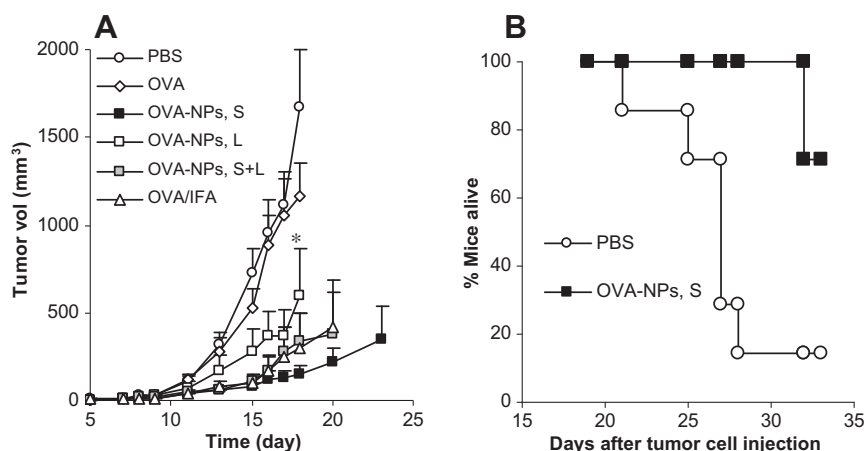 A
PBS
OVA
OVA-NPs, S
OVA-NPs, L
OVA-NPs, S+L
OVA/IFA
Tumor vol (mm³)
2000
1500
1000
500
0
*
5
10
15
20
25
Time (day)
B
% Mice alive
100
80
60
40
20
0
PBS
OVA-NPs, S
15
20
25
30
35
Days after tumor cell injection